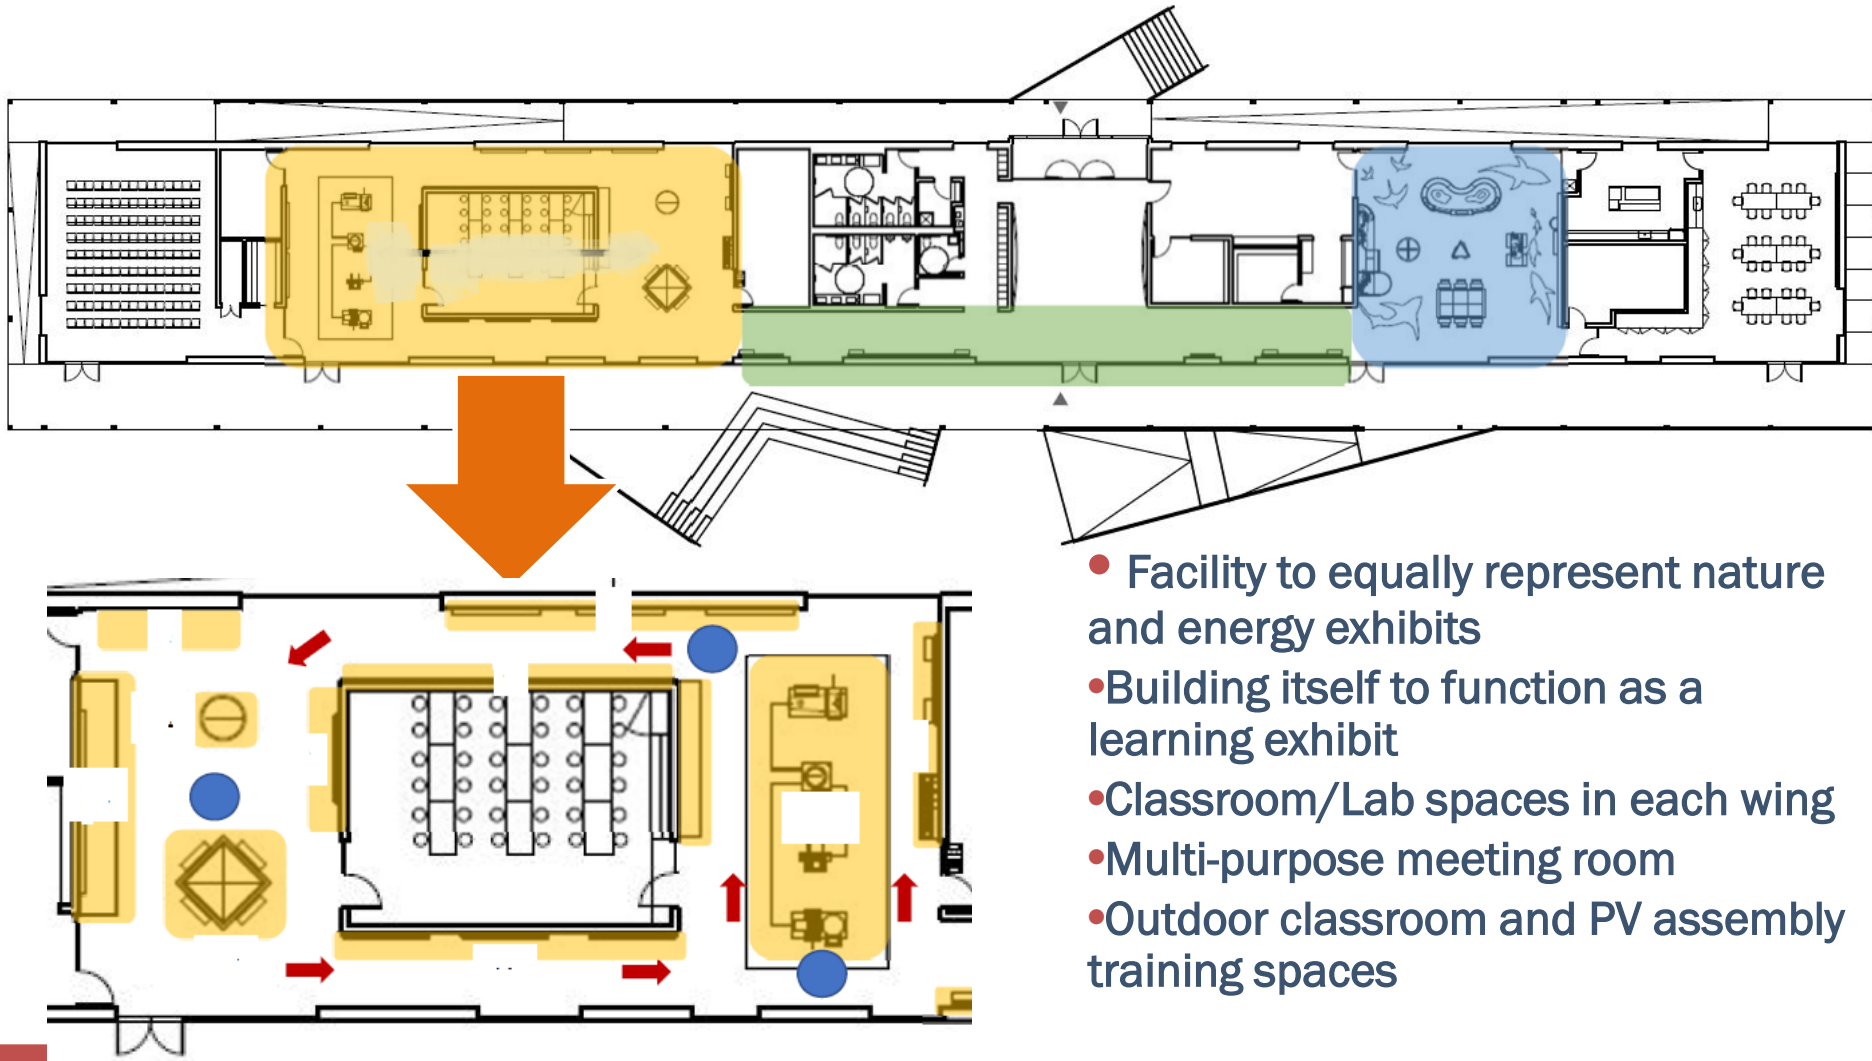 • Facility to equally represent nature
and energy exhibits
•Building itself to function as a
learning exhibit
•Classroom/Lab spaces in each wing
•Multi-purpose meeting room
•Outdoor classroom and PV assembly
training spaces